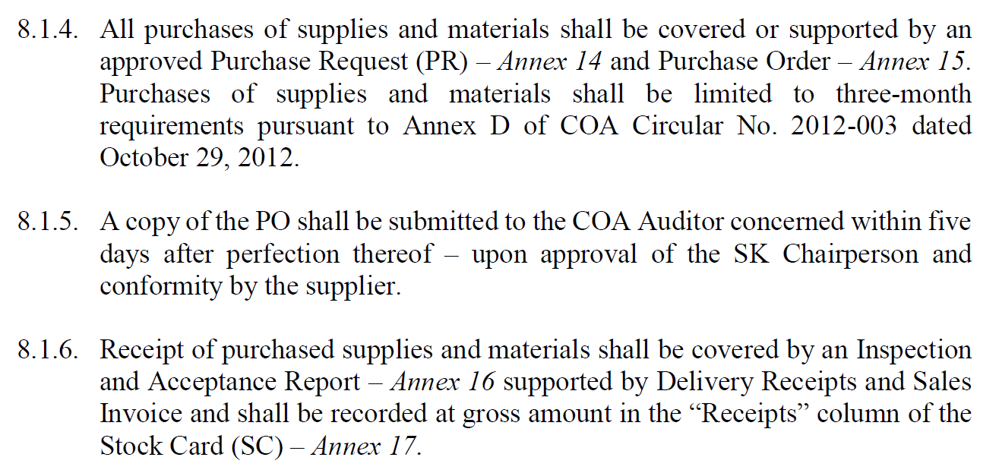 8.1.4. All purchases of supplies and materials shall be covered or supported by an
approved Purchase Request (PR) – Annex 14 and Purchase Order – Annex 15.
Purchases of supplies and materials shall be limited to three-month
requirements pursuant to Annex D of COA Circular No. 2012-003 dated
October 29, 2012.
8.1.5. A copy of the PO shall be submitted to the COA Auditor concerned within five
days after perfection thereof – upon approval of the SK Chairperson and
conformity by the supplier.
8.1.6. Receipt of purchased supplies and materials shall be covered by an Inspection
and Acceptance Report – Annex 16 supported by Delivery Receipts and Sales
Invoice and shall be recorded at gross amount in the “Receipts” column of the
Stock Card (SC) – Annex 17.